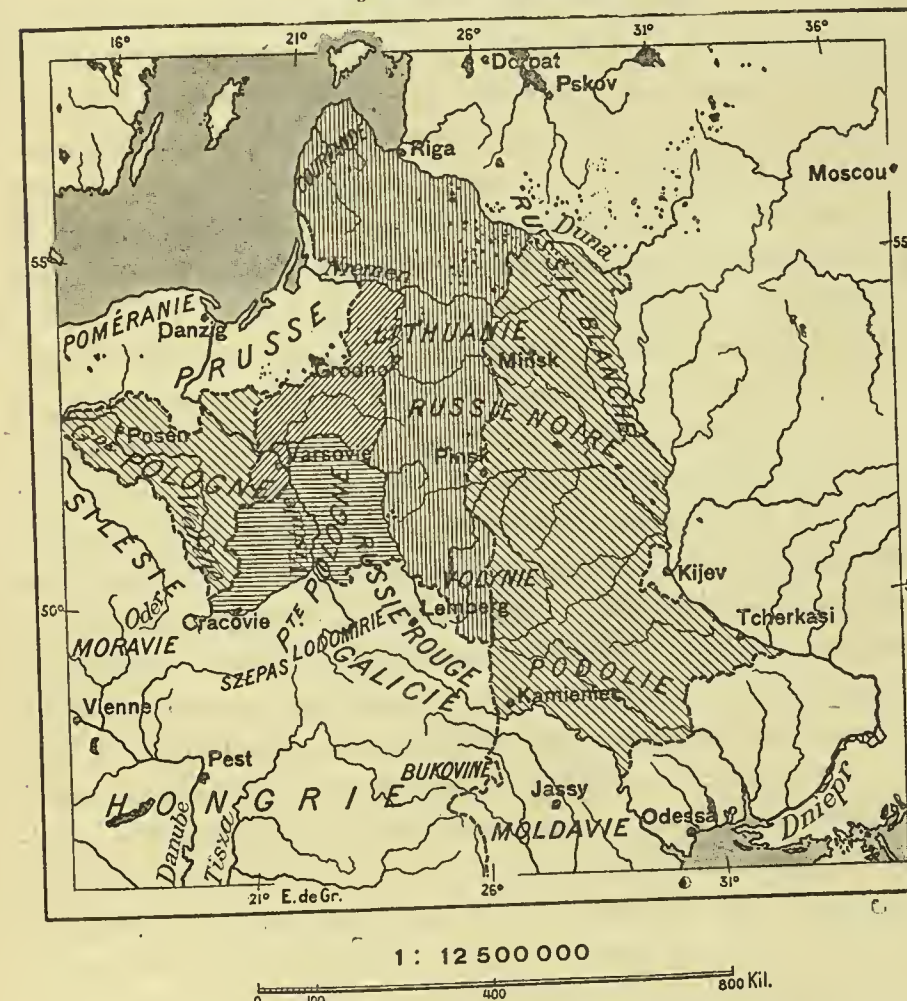 16° 21° 26° 31° 36°
Dorpat
Pskov
Riga
COURLANDE
Moscou
RUSSIE BLANCHE
Duna
55° 55
Niemen
POMÉRANIE
Danzig
PRUSSE
LITHUANIE
Grodno
Minsk
RUSSIE NOIRE
Posen
Varsovie
Pinsk
Gde POLOGNE
Warthe
Vistule
SILÉSIE
PTE POLOGNE
RUSSIE ROUGE
VOLYNIE
Kijev
50°
Oder
Cracovie
Lemberg
Tcherkasi
MORAVIE
LODOMIRIE
SZEPAS
GALICIE
PODOLIE
Kamieniec
Vienne
Pest
BUKOVINE
Jassy
HONGRIE
MOLDAVIE
Odessa
Dniepr
Danube
Tisza
21° E. de Gr. 26° 31°
1 : 12 500 000
0 100 400 800 Kil.